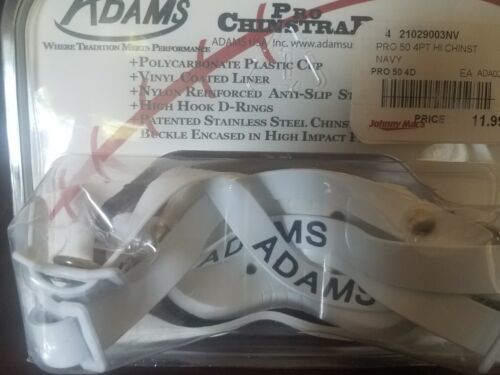 ADAMS
PRO
CHINSTRAP
WHERE TRADITION MEETS PERFORMANCE
ADAMS USA Inc. www.adamsu
+POLYCARBONATE PLASTIC CUP
+VINYL COATED LINER
+NYLON REINFORCED ANTI-SLIP
+HIGH HOOK D-RINGS
PATENTED STAINLESS STEEL CHINS
BUCKLE ENCASED IN HIGH IMPACT
4 21029003NV
PRO 50 4PT HI CHINST
NAVY
PRO 50 4D EA ADA0
PRICE
Johnny Mac's 11.99
ADAMS
ADAMS